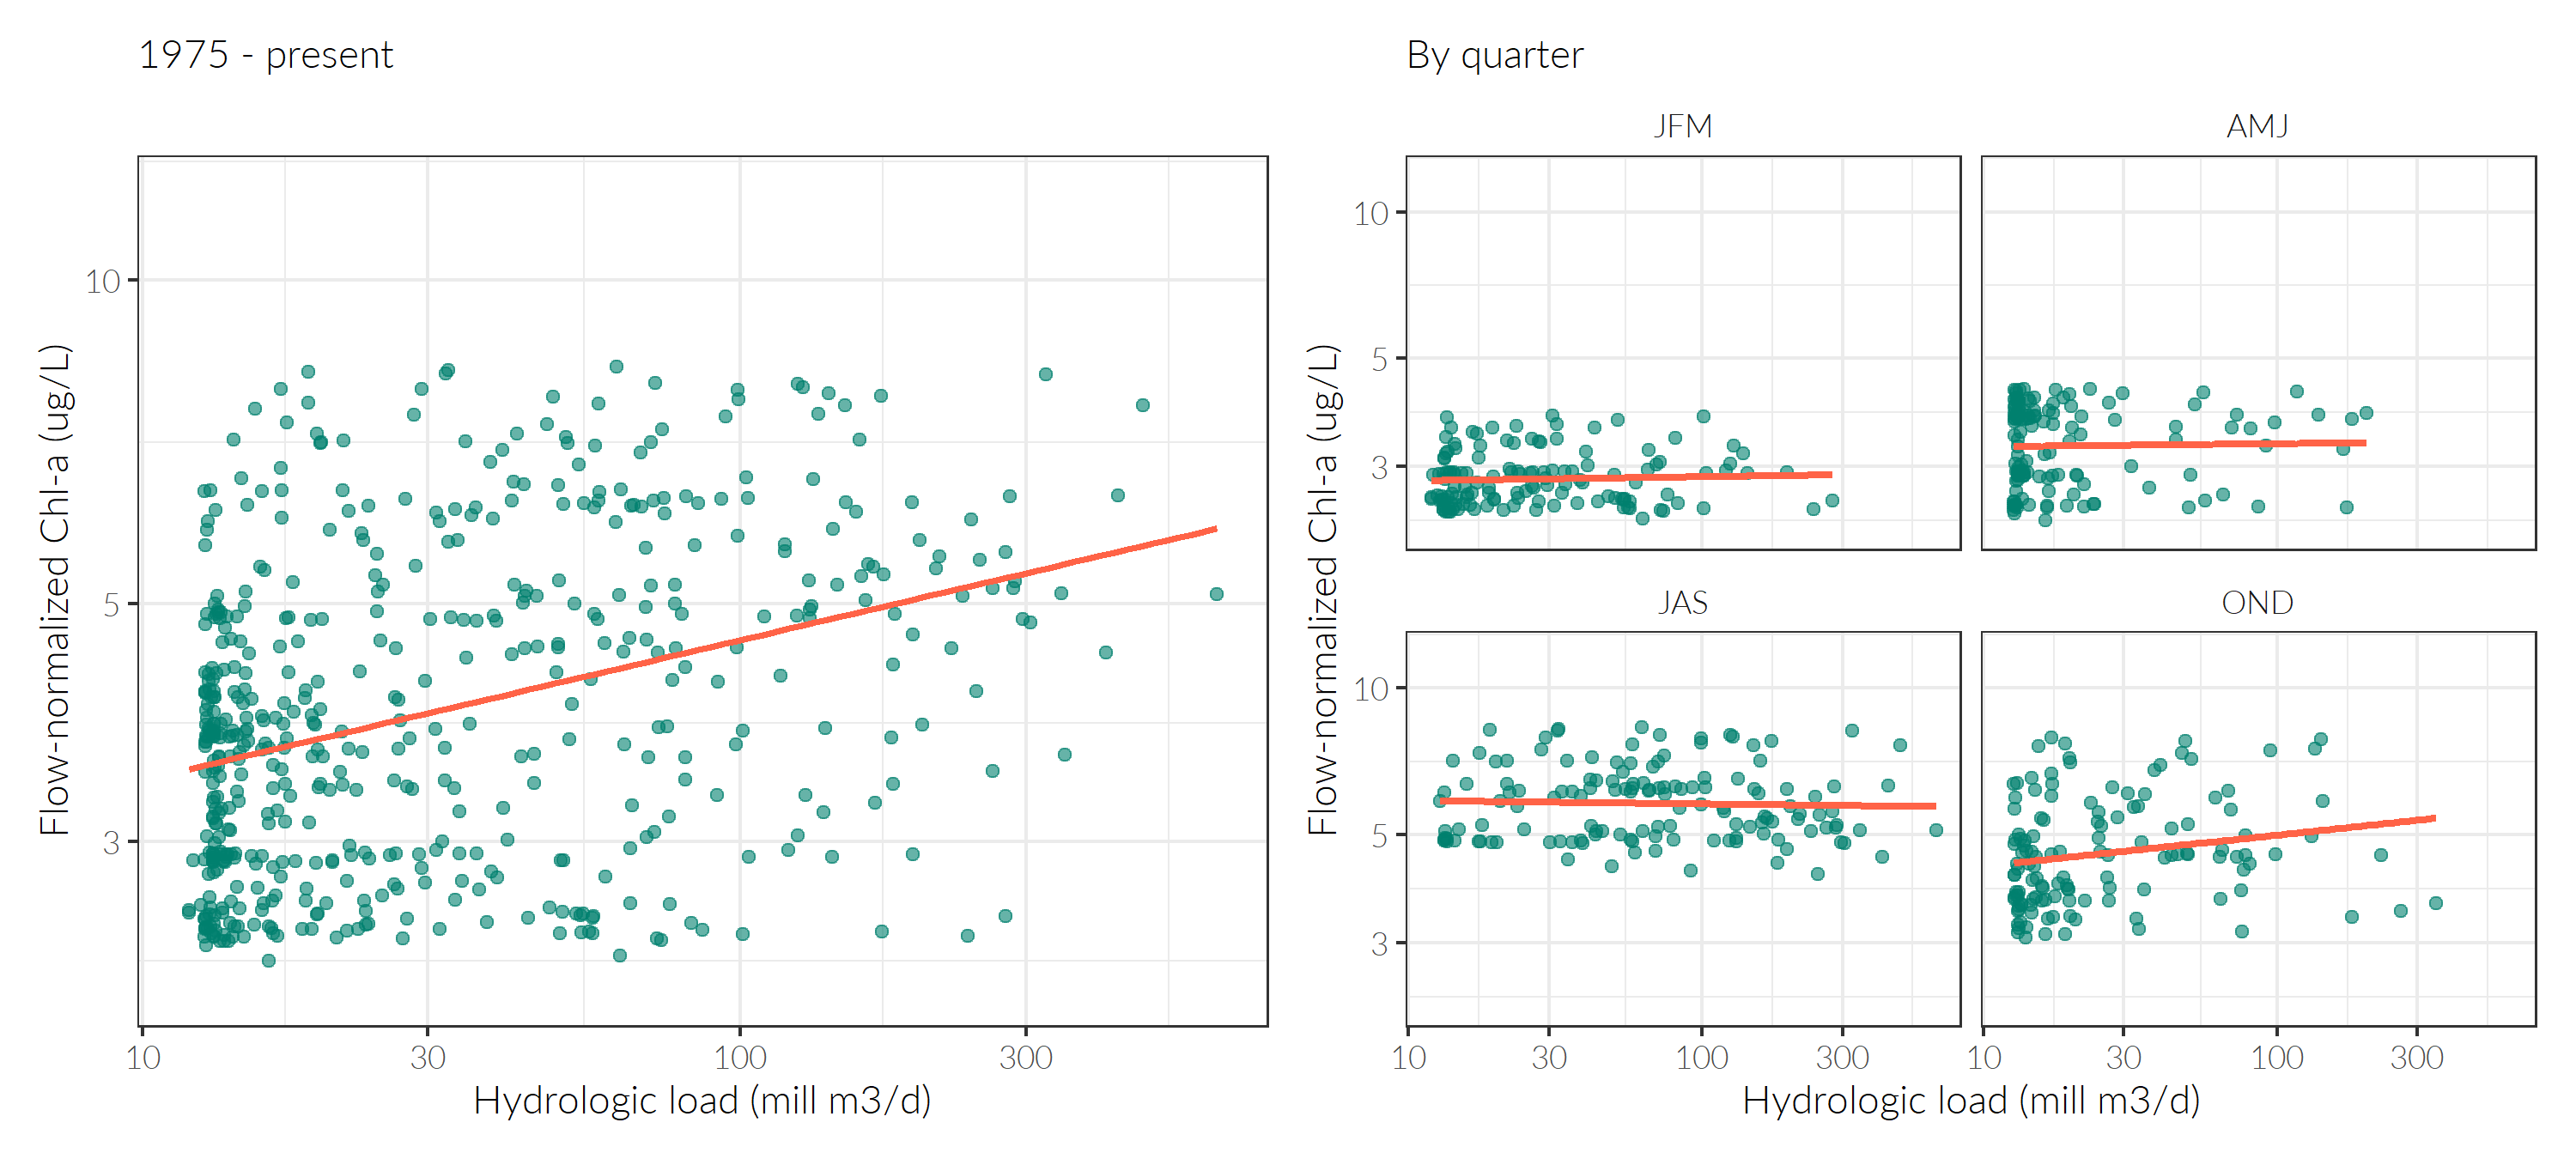 1975 - present
Flow-normalized Chl-a (ug/L)
10
5
3
10 30 100 300
Hydrologic load (mill m3/d)
By quarter
JFM AMJ
Flow-normalized Chl-a (ug/L)
10
5
3
JAS OND
10
5
3
10 30 100 300 10 30 100 300
Hydrologic load (mill m3/d)